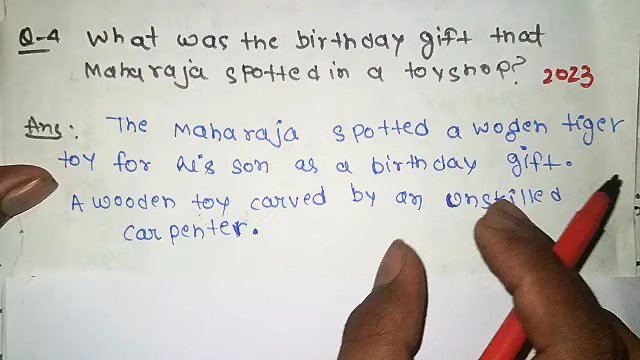 Q-4 What was the birthday gift that
Maharaja spotted in a toyshop? 2023
Ans:. The Maharaja spotted a woden tiger
toy for his son as a birthday gift.
A wooden toy carved by an unskilled
carpenter.